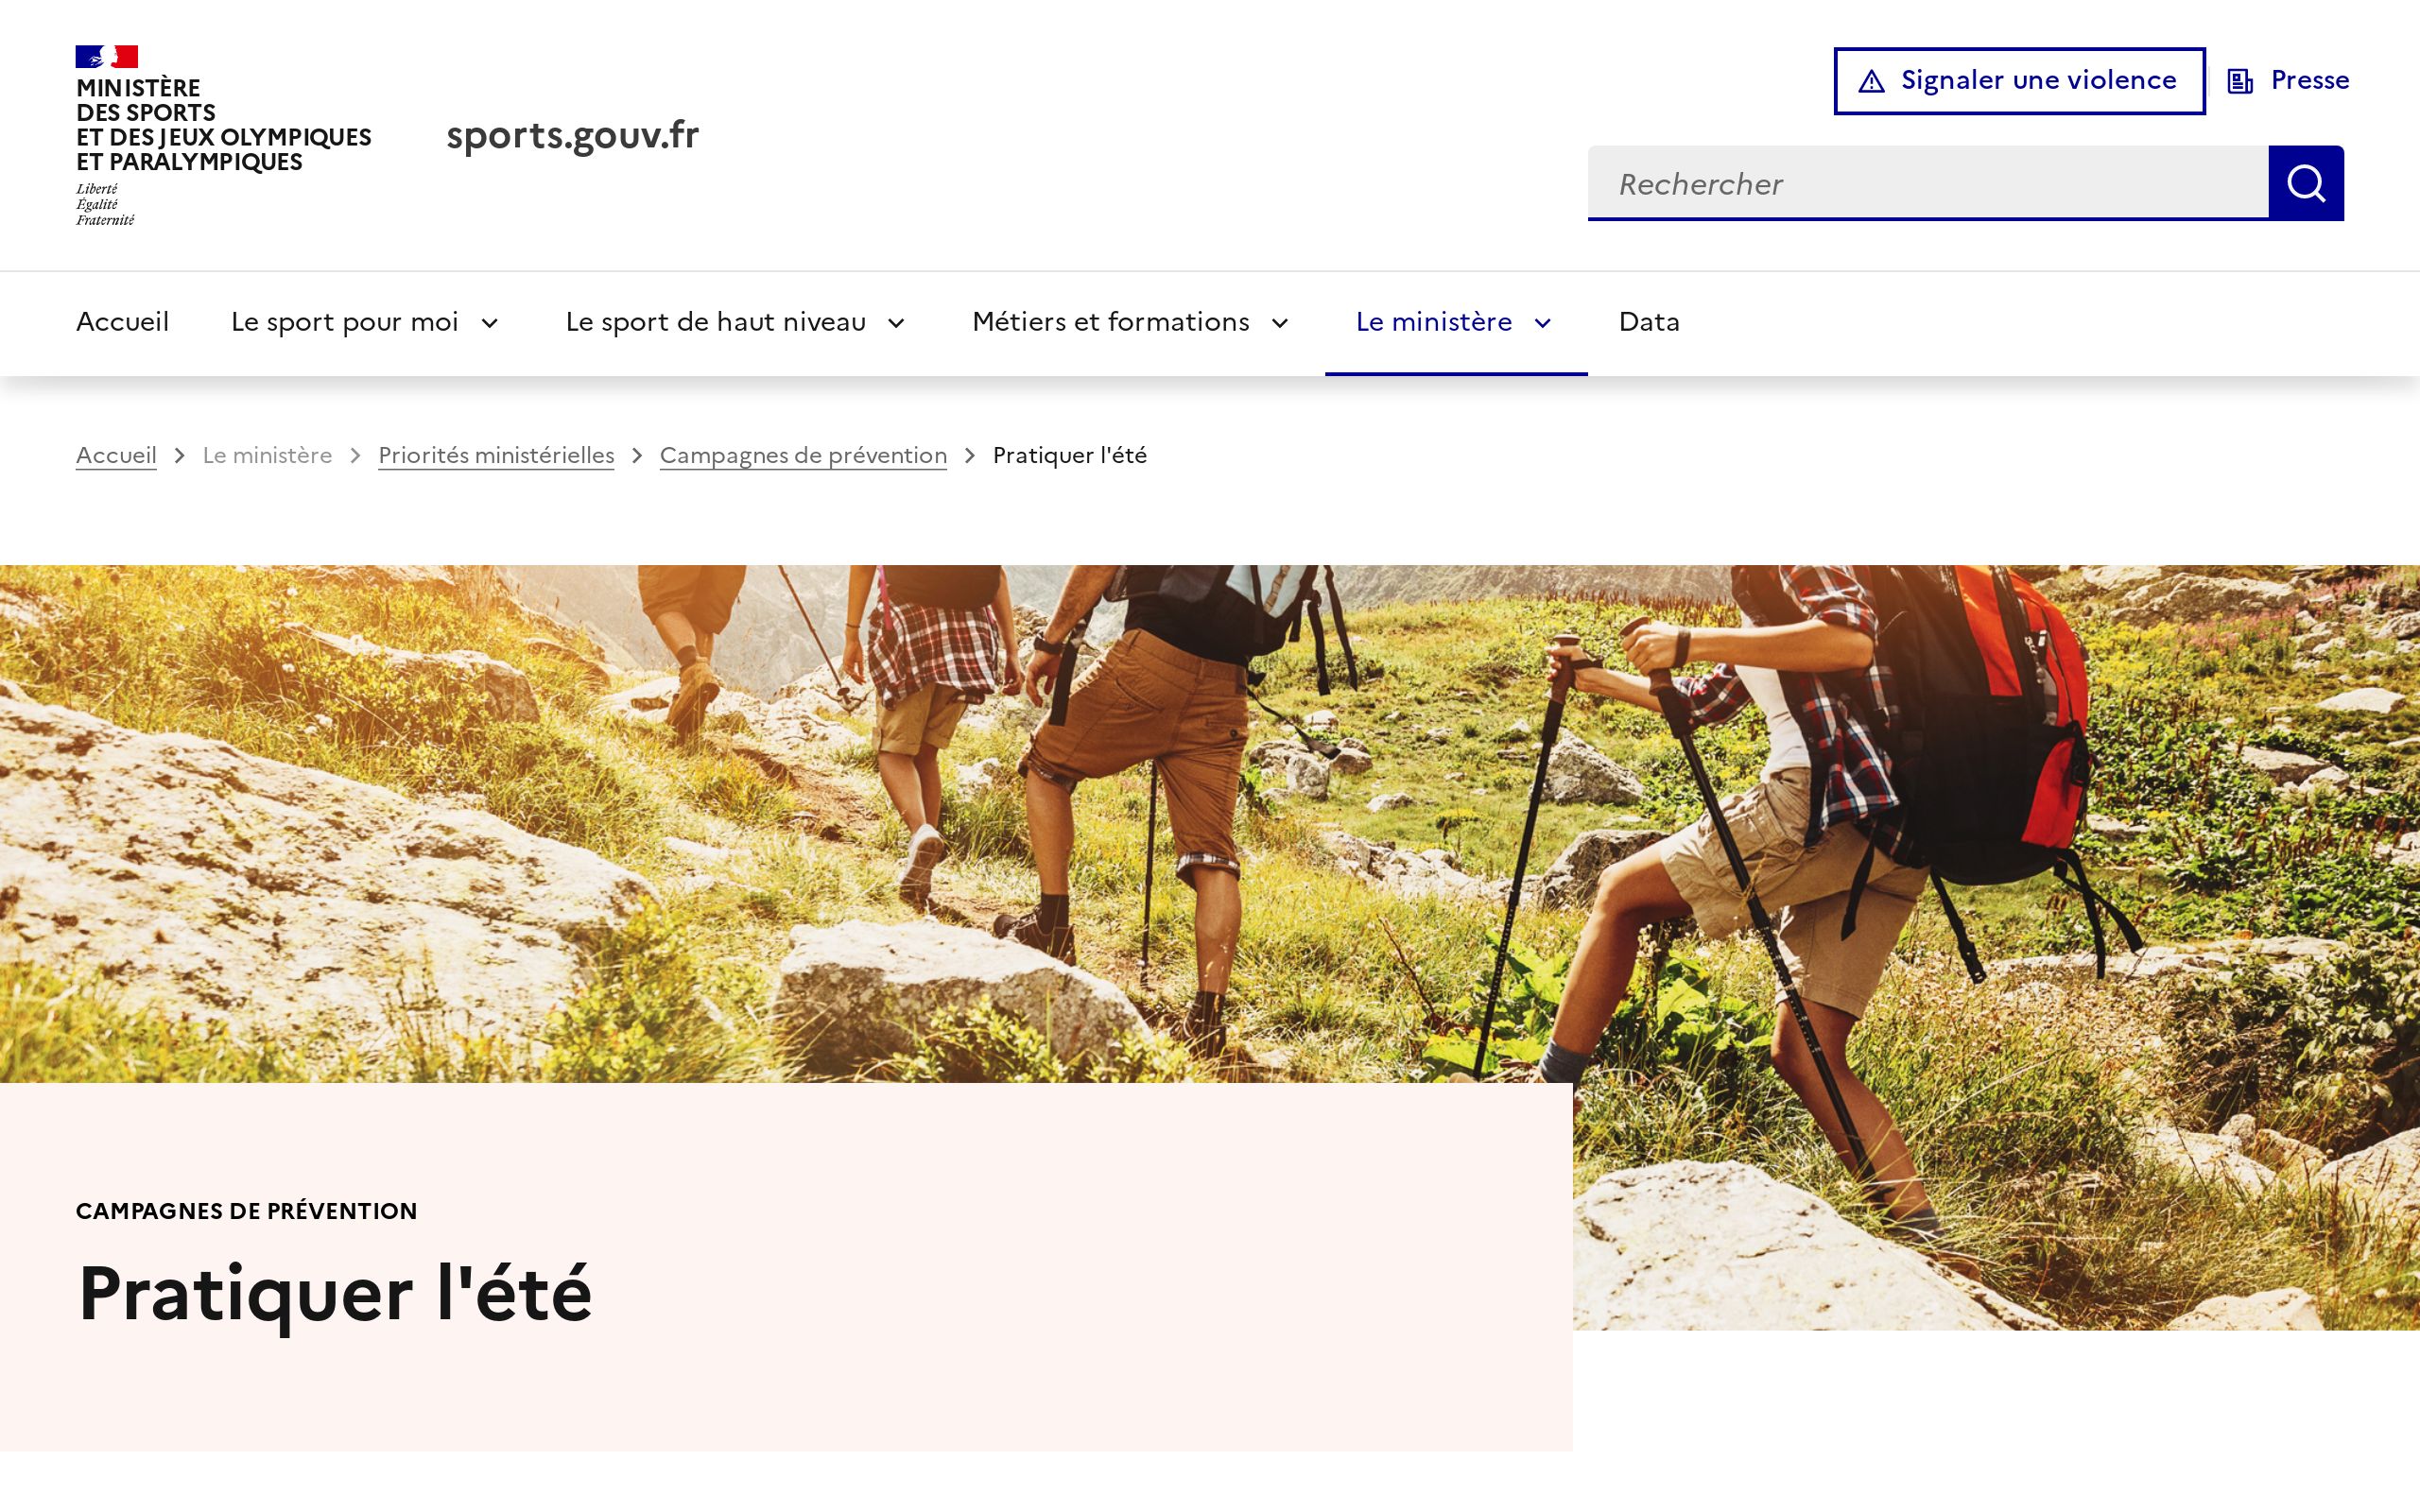 MINISTÈRE
DES SPORTS
ET DES JEUX OLYMPIQUES
ET PARALYMPIQUES
Liberté
Égalité
Fraternité
sports.gouv.fr
Signaler une violence
Presse
Rechercher
Accueil
Le sport pour moi
Le sport de haut niveau
Métiers et formations
Le ministère
Data
Accueil > Le ministère > Priorités ministérielles > Campagnes de prévention > Pratiquer l'été
CAMPAGNES DE PRÉVENTION
Pratiquer l'été